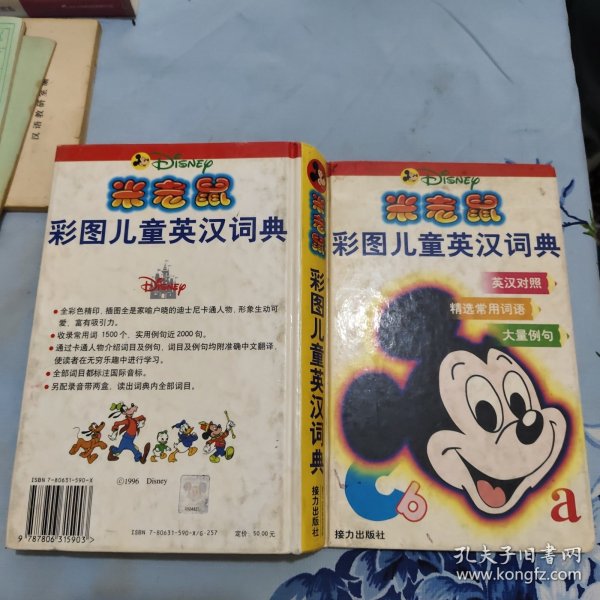 汉语教研室编
DISNEY
米老鼠
彩图儿童英汉词典
DISNEY
● 全彩色精印，插图全是家喻户晓的迪士尼卡通人物，形象生动可
爱，富有吸引力。
● 收录常用词 1500 个，实用例句近 2000 句。
● 通过卡通人物介绍词目及例句，词目及例句均附准确中文翻译，
使读者在无穷乐趣中进行学习。
● 全部词目都标注国际音标。
● 另配录音带两盒，读出词典内全部词目。
ISBN 7-80631-590-X
9 787806 315903 >
©1996 Disney
ISBN 7-80631-590-X/G·257
定价：50.00元
米老鼠
彩图儿童英汉词典
接力出版社
DISNEY
米老鼠
彩图儿童英汉词典
英汉对照
精选常用词语
大量例句
C
6
a
接力出版社
孔夫子旧书网
www.kongfz.com